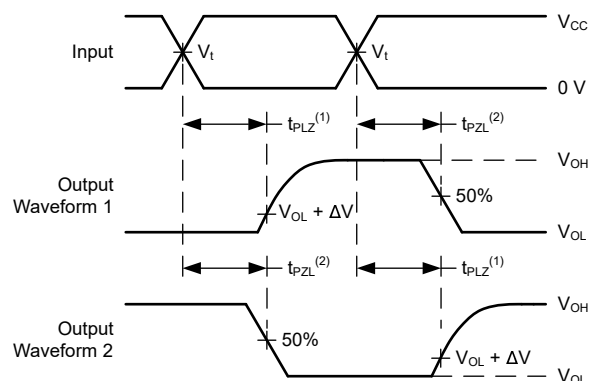 V_CC
Input
V_t
V_t
0 V
t_PLZ^(1)
t_PZL^(2)
V_OH
Output
Waveform 1
50%
V_OL + ΔV
V_OL
t_PZL^(2)
t_PLZ^(1)
V_OH
Output
Waveform 2
50%
V_OL + ΔV
V_OL